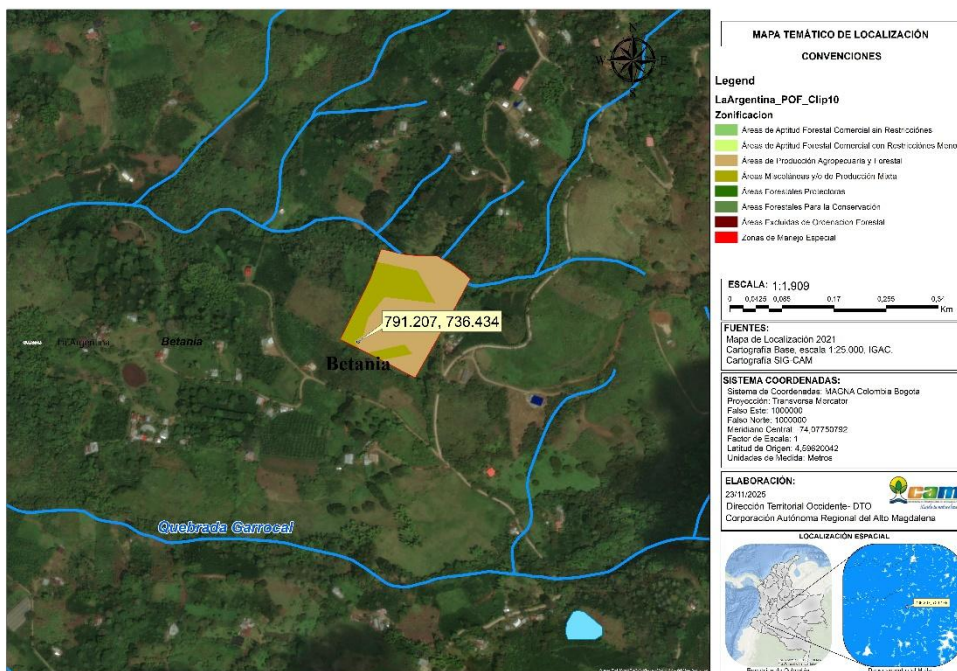 N
W E
S
791.207, 736.434
Betania
Betania
Quebrada Garrocal
MAPA TEMÁTICO DE LOCALIZACIÓN
CONVENCIONES
Legend
LaArgentina_POF_Clip10
Zonificacion
Áreas de Aptitud Forestal Comercial sin Restricciónes
Áreas de Aptitud Forestal Comercial con Restricciónes Meno
Áreas de Producción Agropecuaria y Forestal
Áreas Misceláneas y/o de Producción Mixta
Áreas Forestales Protectoras
Áreas Forestales Para la Conservación
Áreas Excluidas de Ordenacion Forestal
Zonas de Manejo Especial
ESCALA: 1:1.909
0 0,0425 0,085 0,17 0,255 0,34
Km
FUENTES:
Mapa de Localización 2021
Cartografía Base, escala 1:25.000, IGAC.
Cartografía SIG-CAM
SISTEMA COORDENADAS:
Sistema de Coordenadas: MAGNA Colombia Bogota
Proyección: Transversa Mercator
Falso Este: 1000000
Falso Norte: 1000000
Meridiano Central: 74,07750792
Factor de Escala: 1
Latitud de Origen: 4,59620042
Unidades de Medida: Metros
ELABORACIÓN:
23/11/2025
Dirección Territorial Occidente- DTO
Corporación Autónoma Regional del Alto Magdalena
cam
LOCALIZACIÓN ESPACIAL